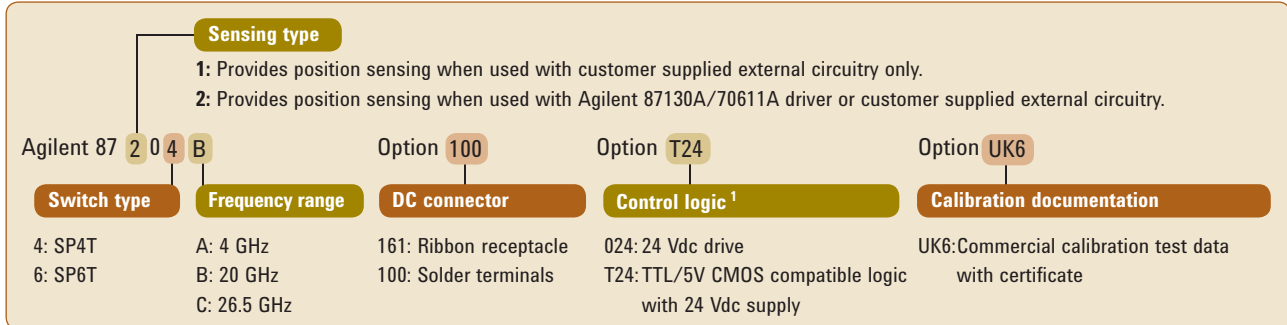 Sensing type
1: Provides position sensing when used with customer supplied external circuitry only.
2: Provides position sensing when used with Agilent 87130A/70611A driver or customer supplied external circuitry.
Agilent 87 2 0 4 B
Option 100
Option T24
Option UK6
Switch type
4: SP4T
6: SP6T
Frequency range
A: 4 GHz
B: 20 GHz
C: 26.5 GHz
DC connector
161: Ribbon receptacle
100: Solder terminals
Control logic 1
024: 24 Vdc drive
T24: TTL/5V CMOS compatible logic
with 24 Vdc supply
Calibration documentation
UK6:Commercial calibration test data
with certificate